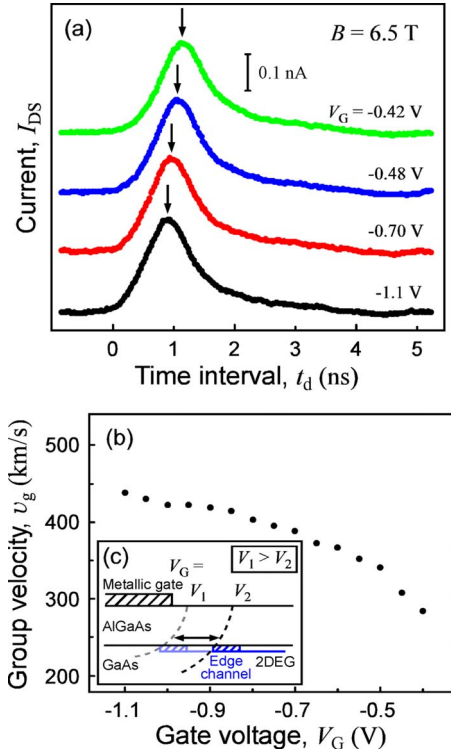 (a)
B = 6.5 T
0.1 nA
V_G = -0.42 V
-0.48 V
-0.70 V
-1.1 V
Current, I_DS
0 1 2 3 4 5
Time interval, t_d (ns)
(b)
500
400
300
200
Group velocity, υ_g (km/s)
(c)
V_G =
V_1 > V_2
Metallic gate
V_1 V_2
AlGaAs
GaAs
Edge channel
2DEG
-1.1 -0.9 -0.7 -0.5
Gate voltage, V_G (V)